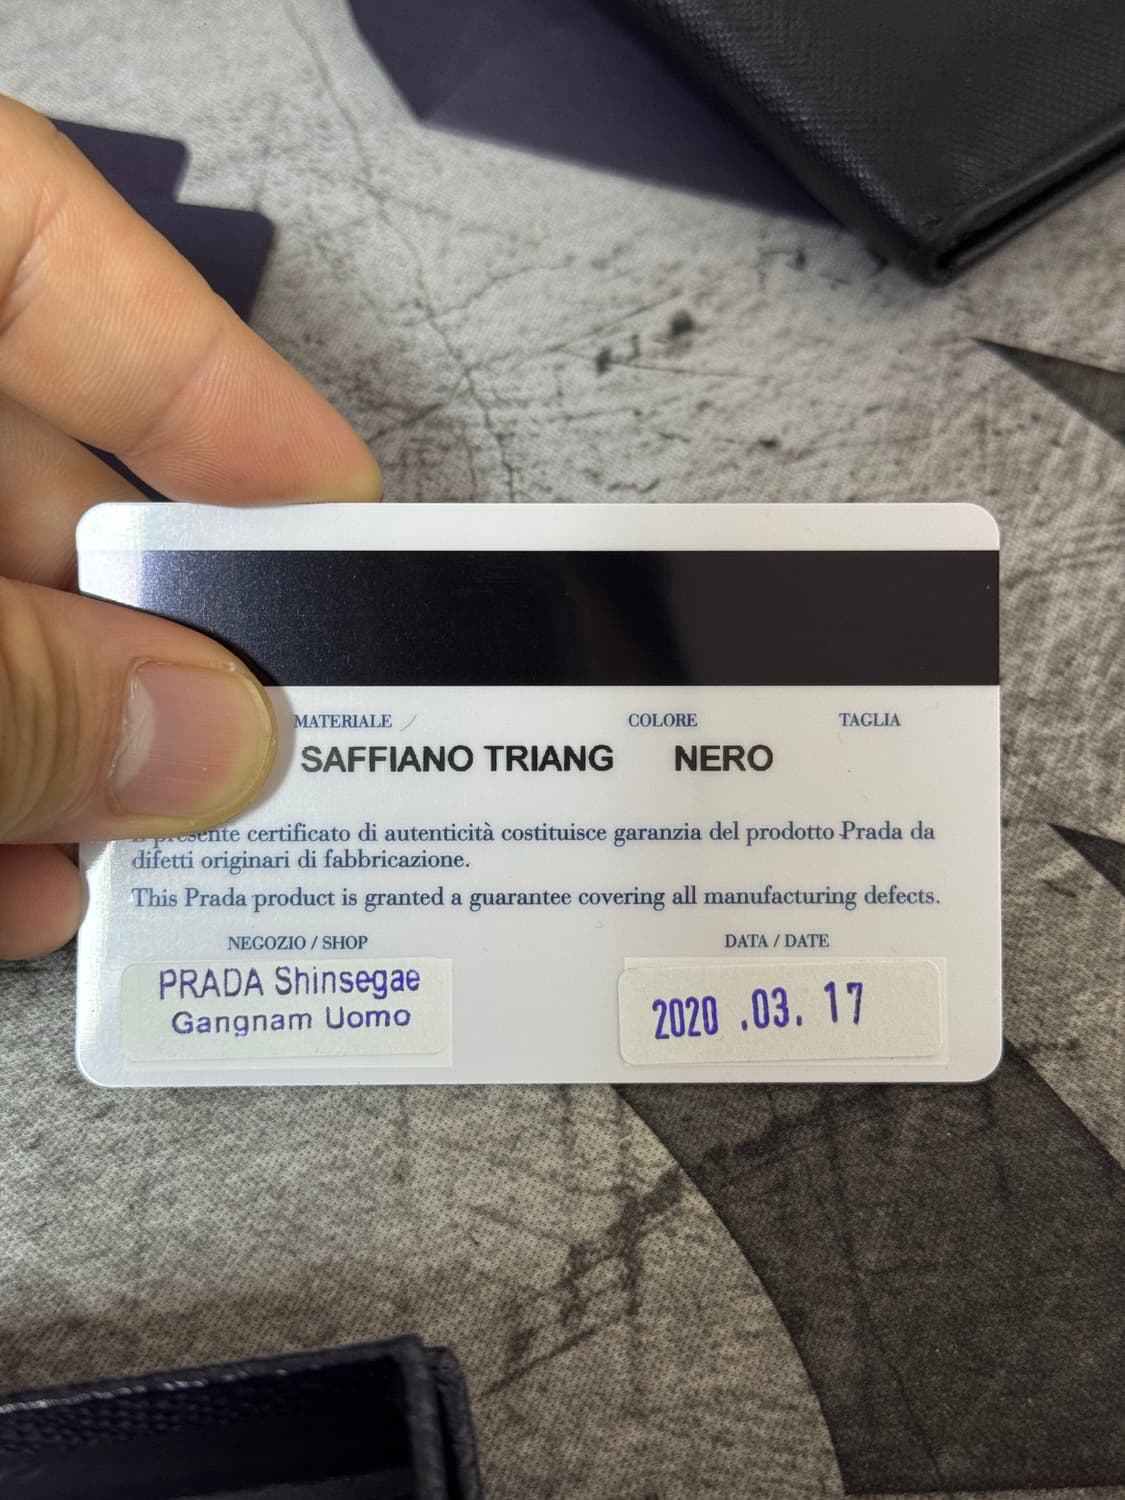 MATERIALE COLORE TAGLIA
SAFFIANO TRIANG NERO
presente certificato di autenticità costituisce garanzia del prodotto Prada da
difetti originari di fabbricazione.
This Prada product is granted a guarantee covering all manufacturing defects.
NEGOZIO / SHOP DATA / DATE
PRADA Shinsegae
Gangnam Uomo
2020 .03. 17